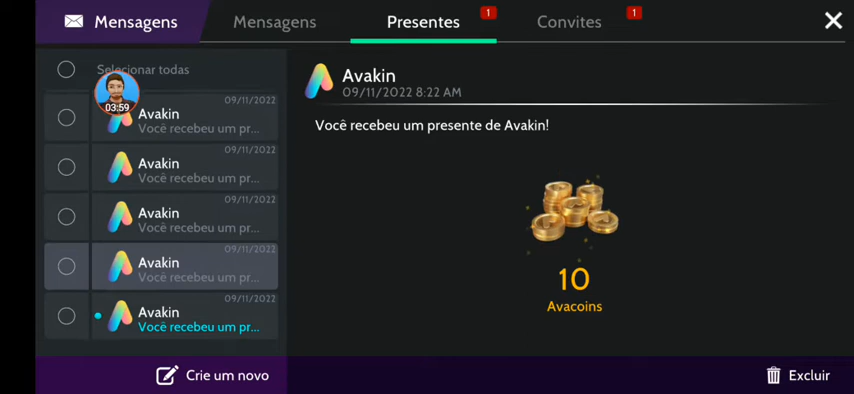 Mensagens
Mensagens
Presentes
1
Convites
1
Selecionar todas
03:59
09/11/2022
Avakin
Você recebeu um pr...
09/11/2022
Avakin
Você recebeu um pr...
09/11/2022
Avakin
Você recebeu um pr...
09/11/2022
Avakin
Você recebeu um pr...
09/11/2022
Avakin
Você recebeu um pr...
Crie um novo
Avakin
09/11/2022 8:22 AM
Você recebeu um presente de Avakin!
10
Avacoins
Excluir